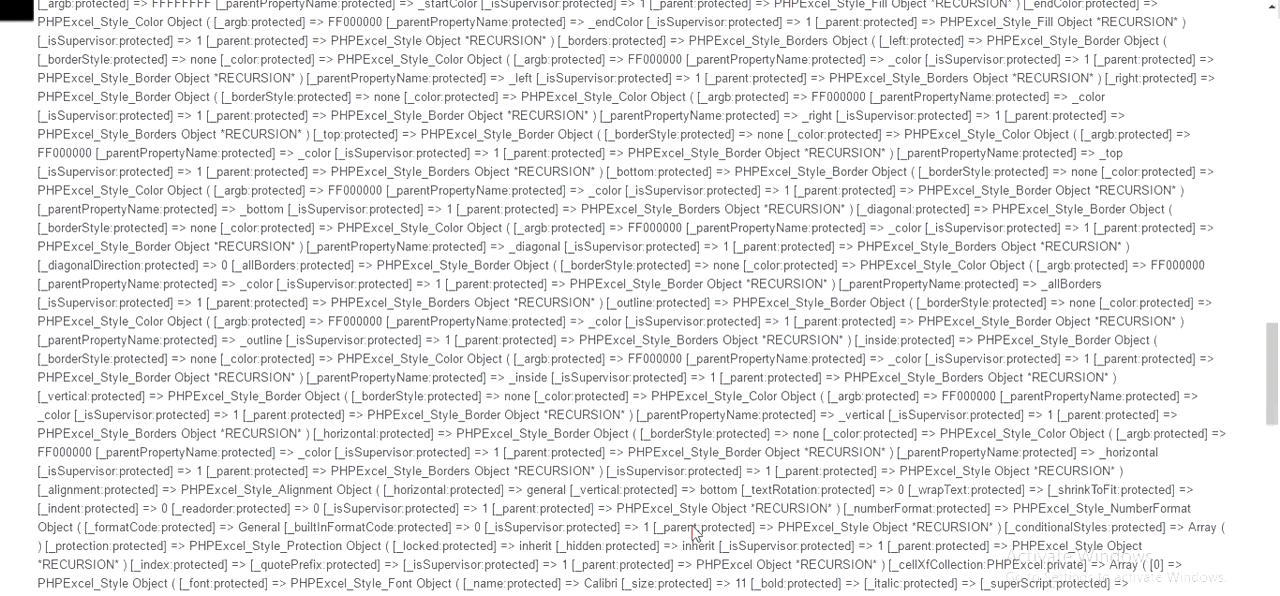 [_argb:protected] => FFFFFFFF [_parentPropertyName:protected] => _startColor [_isSupervisor:protected] => 1 [_parent:protected] => PHPExcel_Style_Fill Object *RECURSION* ) [_endColor:protected] =>
PHPExcel_Style_Color Object ( [_argb:protected] => FF000000 [_parentPropertyName:protected] => _endColor [_isSupervisor:protected] => 1 [_parent:protected] => PHPExcel_Style_Fill Object *RECURSION* )
[_isSupervisor:protected] => 1 [_parent:protected] => PHPExcel_Style Object *RECURSION* ) [_borders:protected] => PHPExcel_Style_Borders Object ( [_left:protected] => PHPExcel_Style_Border Object (
[_borderStyle:protected] => none [_color:protected] => PHPExcel_Style_Color Object ( [_argb:protected] => FF000000 [_parentPropertyName:protected] => _color [_isSupervisor:protected] => 1 [_parent:protected] =>
PHPExcel_Style_Border Object *RECURSION* ) [_parentPropertyName:protected] => _left [_isSupervisor:protected] => 1 [_parent:protected] => PHPExcel_Style_Borders Object *RECURSION* ) [_right:protected] =>
PHPExcel_Style_Border Object ( [_borderStyle:protected] => none [_color:protected] => PHPExcel_Style_Color Object ( [_argb:protected] => FF000000 [_parentPropertyName:protected] => _color
[_isSupervisor:protected] => 1 [_parent:protected] => PHPExcel_Style_Border Object *RECURSION* ) [_parentPropertyName:protected] => _right [_isSupervisor:protected] => 1 [_parent:protected] =>
PHPExcel_Style_Borders Object *RECURSION* ) [_top:protected] => PHPExcel_Style_Border Object ( [_borderStyle:protected] => none [_color:protected] => PHPExcel_Style_Color Object ( [_argb:protected] =>
FF000000 [_parentPropertyName:protected] => _color [_isSupervisor:protected] => 1 [_parent:protected] => PHPExcel_Style_Border Object *RECURSION* ) [_parentPropertyName:protected] => _top
[_isSupervisor:protected] => 1 [_parent:protected] => PHPExcel_Style_Borders Object *RECURSION* ) [_bottom:protected] => PHPExcel_Style_Border Object ( [_borderStyle:protected] => none [_color:protected] =>
PHPExcel_Style_Color Object ( [_argb:protected] => FF000000 [_parentPropertyName:protected] => _color [_isSupervisor:protected] => 1 [_parent:protected] => PHPExcel_Style_Border Object *RECURSION* )
[_parentPropertyName:protected] => _bottom [_isSupervisor:protected] => 1 [_parent:protected] => PHPExcel_Style_Borders Object *RECURSION* ) [_diagonal:protected] => PHPExcel_Style_Border Object (
[_borderStyle:protected] => none [_color:protected] => PHPExcel_Style_Color Object ( [_argb:protected] => FF000000 [_parentPropertyName:protected] => _color [_isSupervisor:protected] => 1 [_parent:protected] =>
PHPExcel_Style_Border Object *RECURSION* ) [_parentPropertyName:protected] => _diagonal [_isSupervisor:protected] => 1 [_parent:protected] => PHPExcel_Style_Borders Object *RECURSION* )
[_diagonalDirection:protected] => 0 [_allBorders:protected] => PHPExcel_Style_Border Object ( [_borderStyle:protected] => none [_color:protected] => PHPExcel_Style_Color Object ( [_argb:protected] => FF000000
[_parentPropertyName:protected] => _color [_isSupervisor:protected] => 1 [_parent:protected] => PHPExcel_Style_Border Object *RECURSION* ) [_parentPropertyName:protected] => _allBorders
[_isSupervisor:protected] => 1 [_parent:protected] => PHPExcel_Style_Borders Object *RECURSION* ) [_outline:protected] => PHPExcel_Style_Border Object ( [_borderStyle:protected] => none [_color:protected] =>
PHPExcel_Style_Color Object ( [_argb:protected] => FF000000 [_parentPropertyName:protected] => _color [_isSupervisor:protected] => 1 [_parent:protected] => PHPExcel_Style_Border Object *RECURSION* )
[_parentPropertyName:protected] => _outline [_isSupervisor:protected] => 1 [_parent:protected] => PHPExcel_Style_Borders Object *RECURSION* ) [_inside:protected] => PHPExcel_Style_Border Object (
[_borderStyle:protected] => none [_color:protected] => PHPExcel_Style_Color Object ( [_argb:protected] => FF000000 [_parentPropertyName:protected] => _color [_isSupervisor:protected] => 1 [_parent:protected] =>
PHPExcel_Style_Border Object *RECURSION* ) [_parentPropertyName:protected] => _inside [_isSupervisor:protected] => 1 [_parent:protected] => PHPExcel_Style_Borders Object *RECURSION* )
[_vertical:protected] => PHPExcel_Style_Border Object ( [_borderStyle:protected] => none [_color:protected] => PHPExcel_Style_Color Object ( [_argb:protected] => FF000000 [_parentPropertyName:protected] =>
_color [_isSupervisor:protected] => 1 [_parent:protected] => PHPExcel_Style_Border Object *RECURSION* ) [_parentPropertyName:protected] => _vertical [_isSupervisor:protected] => 1 [_parent:protected] =>
PHPExcel_Style_Borders Object *RECURSION* ) [_horizontal:protected] => PHPExcel_Style_Border Object ( [_borderStyle:protected] => none [_color:protected] => PHPExcel_Style_Color Object ( [_argb:protected] =>
FF000000 [_parentPropertyName:protected] => _color [_isSupervisor:protected] => 1 [_parent:protected] => PHPExcel_Style_Border Object *RECURSION* ) [_parentPropertyName:protected] => _horizontal
[_isSupervisor:protected] => 1 [_parent:protected] => PHPExcel_Style_Borders Object *RECURSION* ) [_isSupervisor:protected] => 1 [_parent:protected] => PHPExcel_Style Object *RECURSION* )
[_alignment:protected] => PHPExcel_Style_Alignment Object ( [_horizontal:protected] => general [_vertical:protected] => bottom [_textRotation:protected] => 0 [_wrapText:protected] => [_shrinkToFit:protected] =>
[_indent:protected] => 0 [_readorder:protected] => 0 [_isSupervisor:protected] => 1 [_parent:protected] => PHPExcel_Style Object *RECURSION* ) [_numberFormat:protected] => PHPExcel_Style_NumberFormat
Object ( [_formatCode:protected] => General [_builtInFormatCode:protected] => 0 [_isSupervisor:protected] => 1 [_parent:protected] => PHPExcel_Style Object *RECURSION* ) [_conditionalStyles:protected] => Array (
) [_protection:protected] => PHPExcel_Style_Protection Object ( [_locked:protected] => inherit [_hidden:protected] => inherit [_isSupervisor:protected] => 1 [_parent:protected] => PHPExcel_Style Object
*RECURSION* ) [_index:protected] => [_quotePrefix:protected] => [_isSupervisor:protected] => 1 [_parent:protected] => PHPExcel Object *RECURSION* ) [_cellXfCollection:PHPExcel:private] => Array ( [0] =>
PHPExcel_Style Object ( [_font:protected] => PHPExcel_Style_Font Object ( [_name:protected] => Calibri [_size:protected] => 11 [_bold:protected] => [_italic:protected] => [_superScript:protected] =>
Activate Windows
Go to Settings to activate Windows.